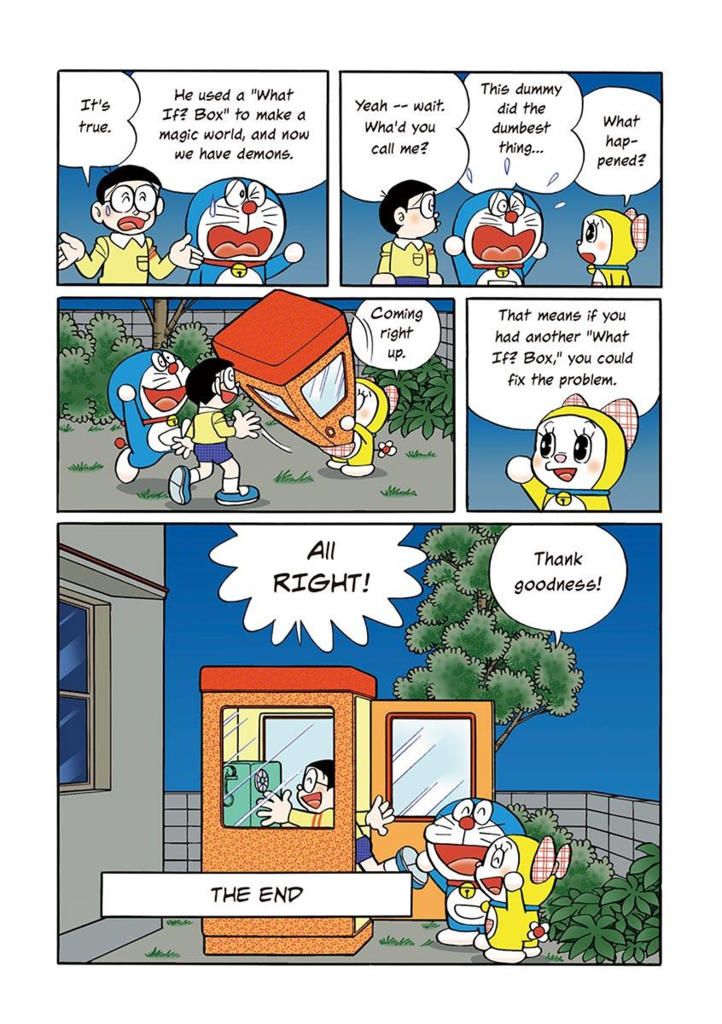 What
hap-
pened?
This dummy
did the
dumbest
thing...
Yeah -- wait.
Wha'd you
call me?
He used a "What
If? Box" to make a
magic world, and now
we have demons.
It's
true.
That means if you
had another "What
If? Box," you could
fix the problem.
Coming
right
up.
Thank
goodness!
All
RIGHT!
THE END